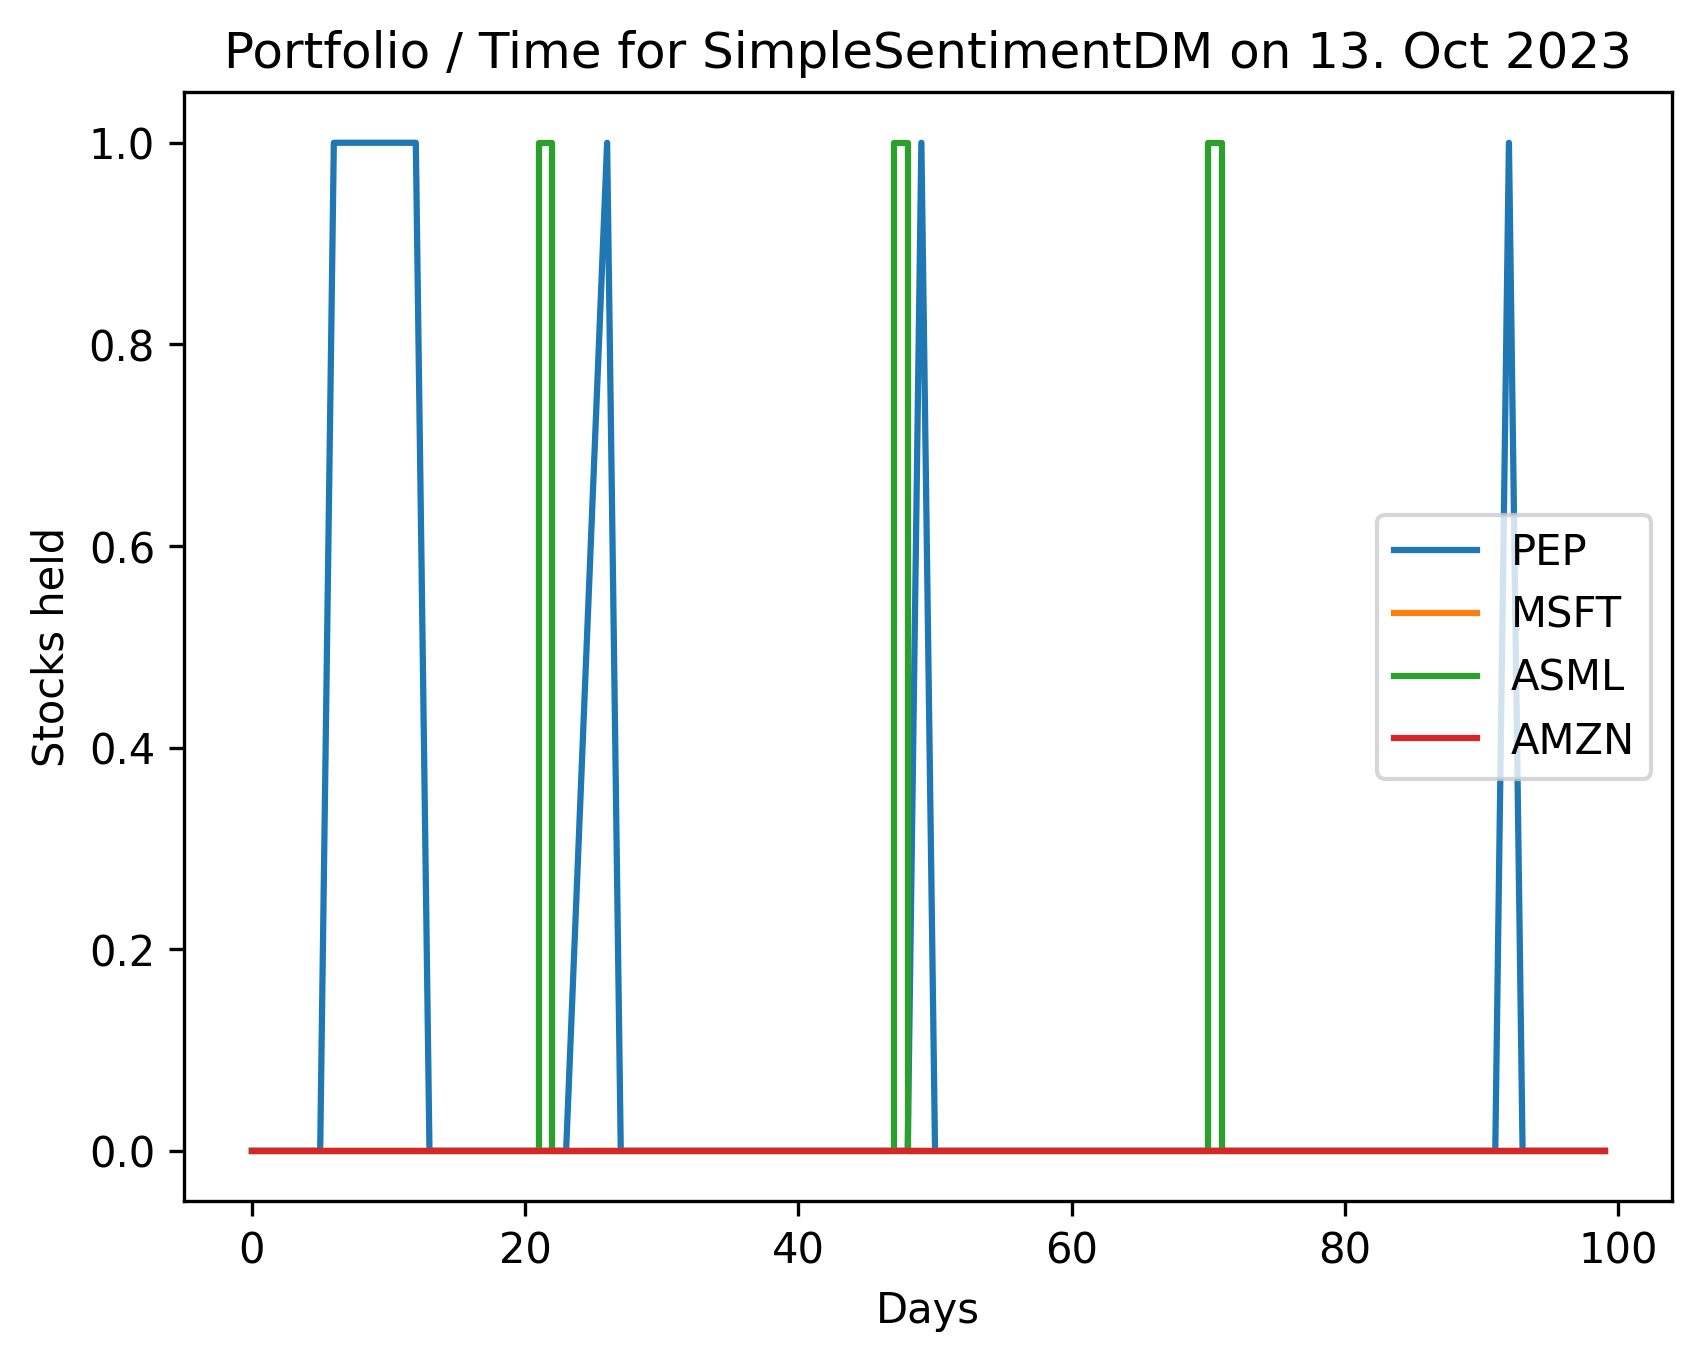 Portfolio / Time for SimpleSentimentDM on 13. Oct 2023
1.0
0.8
0.6
0.4
0.2
0.0
Stocks held
PEP
MSFT
ASML
AMZN
0 20 40 60 80 100
Days